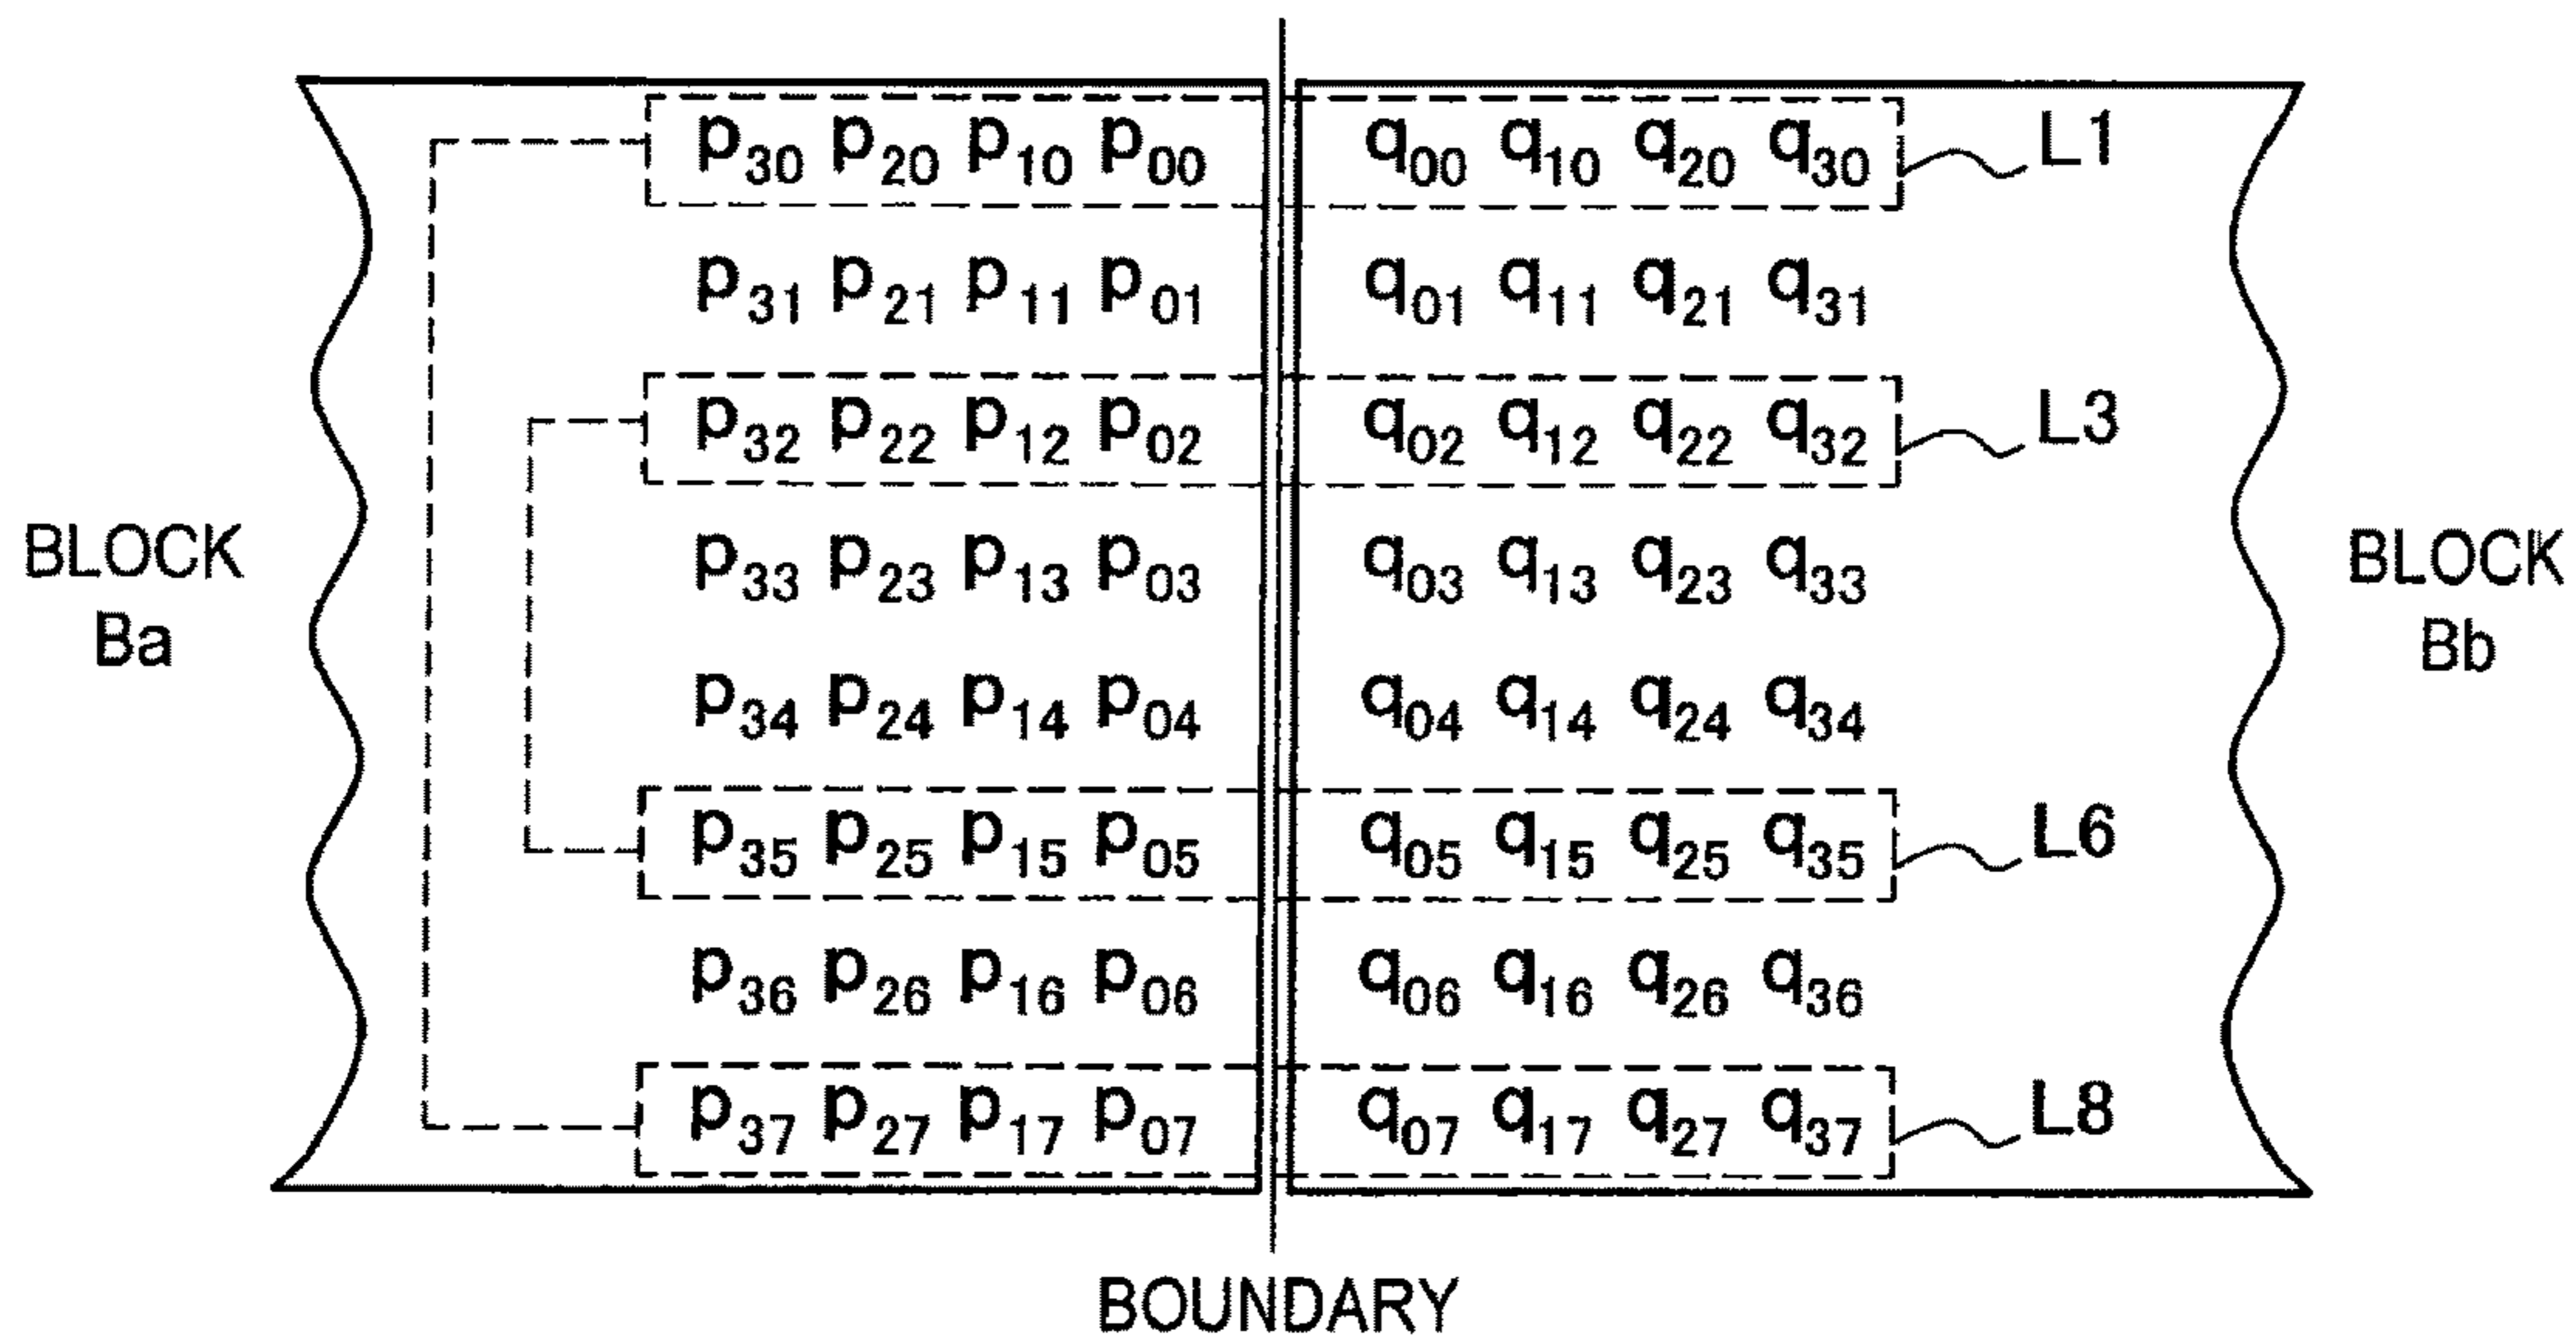 p30 p20 p10 p00 q00 q10 q20 q30 L1
p31 p21 p11 p01 q01 q11 q21 q31
p32 p22 p12 p02 q02 q12 q22 q32 L3
p33 p23 p13 p03 q03 q13 q23 q33
BLOCK Ba
BLOCK Bb
p34 p24 p14 p04 q04 q14 q24 q34
p35 p25 p15 p05 q05 q15 q25 q35 L6
p36 p26 p16 p06 q06 q16 q26 q36
p37 p27 p17 p07 q07 q17 q27 q37 L8
BOUNDARY